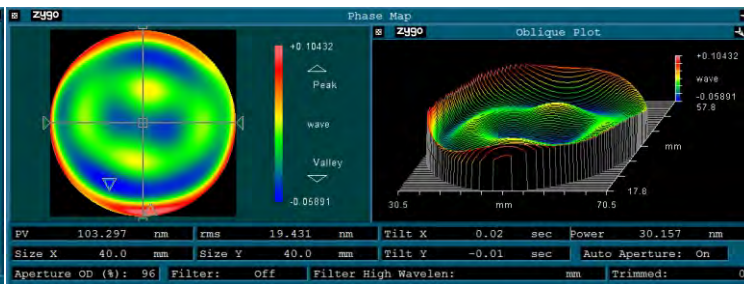 zygo Phase Map
+0.10432
Peak
wave
Valley
-0.05891
zygo Oblique Plot
+0.10432
wave
-0.05891
57.8
mm
17.8
30.5 mm 70.5
PV 103.297 nm rms 19.431 nm Tilt X 0.02 sec Power 30.157 nm
Size X 40.0 mm Size Y 40.0 mm Tilt Y -0.01 sec Auto Aperture: On
Aperture OD (%): 96 Filter: Off Filter High Wavelen: mm Trimmed: 0